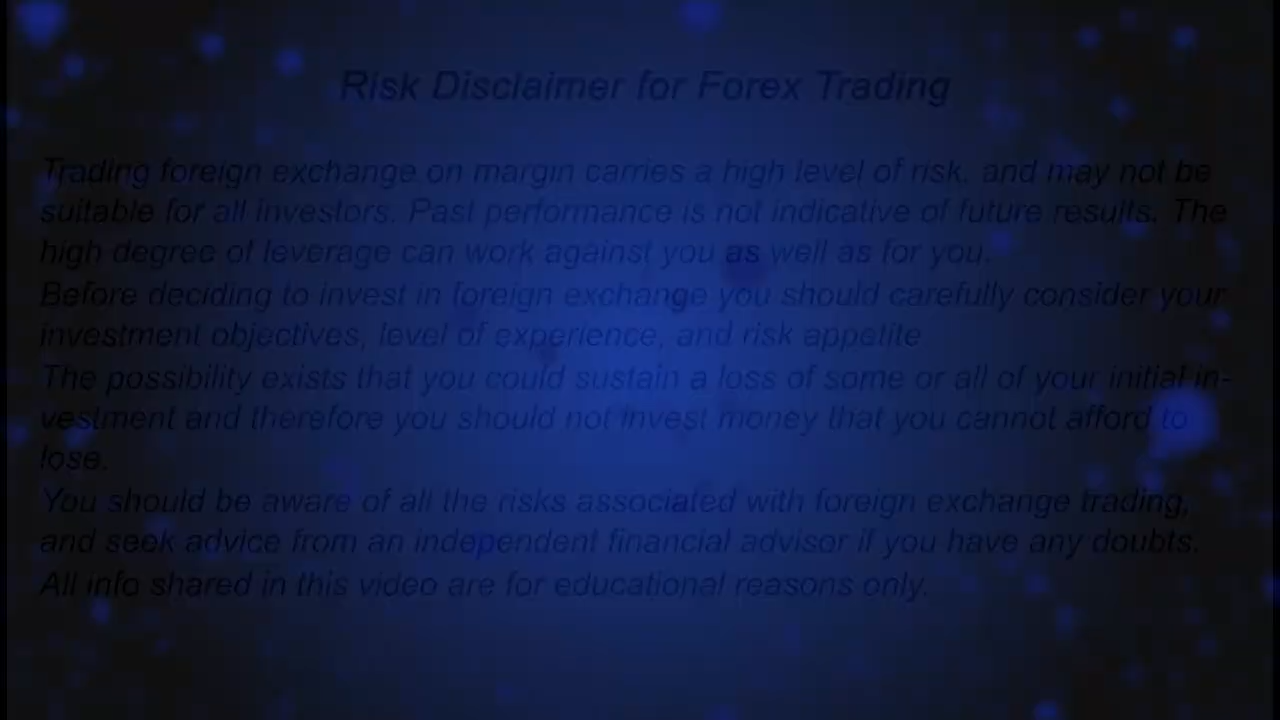 Risk Disclaimer for Forex Trading
Trading foreign exchange on margin carries a high level of risk, and may not be
suitable for all investors. Past performance is not indicative of future results. The
high degree of leverage can work against you as well as for you.
Before deciding to invest in foreign exchange you should carefully consider your
investment objectives, level of experience, and risk appetite
The possibility exists that you could sustain a loss of some or all of your initial in-
vestment and therefore you should not invest money that you cannot afford to
lose.
You should be aware of all the risks associated with foreign exchange trading,
and seek advice from an independent financial advisor if you have any doubts.
All info shared in this video are for educational reasons only.